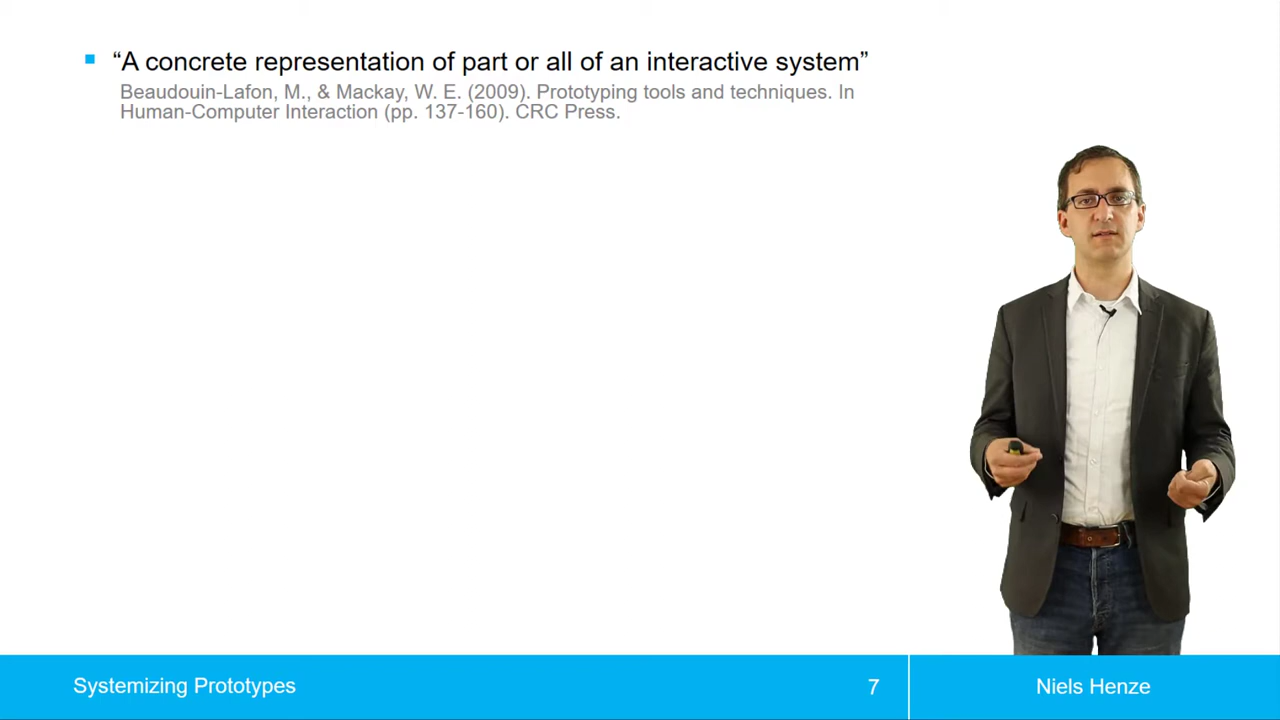 “A concrete representation of part or all of an interactive system”
Beaudouin-Lafon, M., & Mackay, W. E. (2009). Prototyping tools and techniques. In
Human-Computer Interaction (pp. 137-160). CRC Press.
Systemizing Prototypes
7
Niels Henze